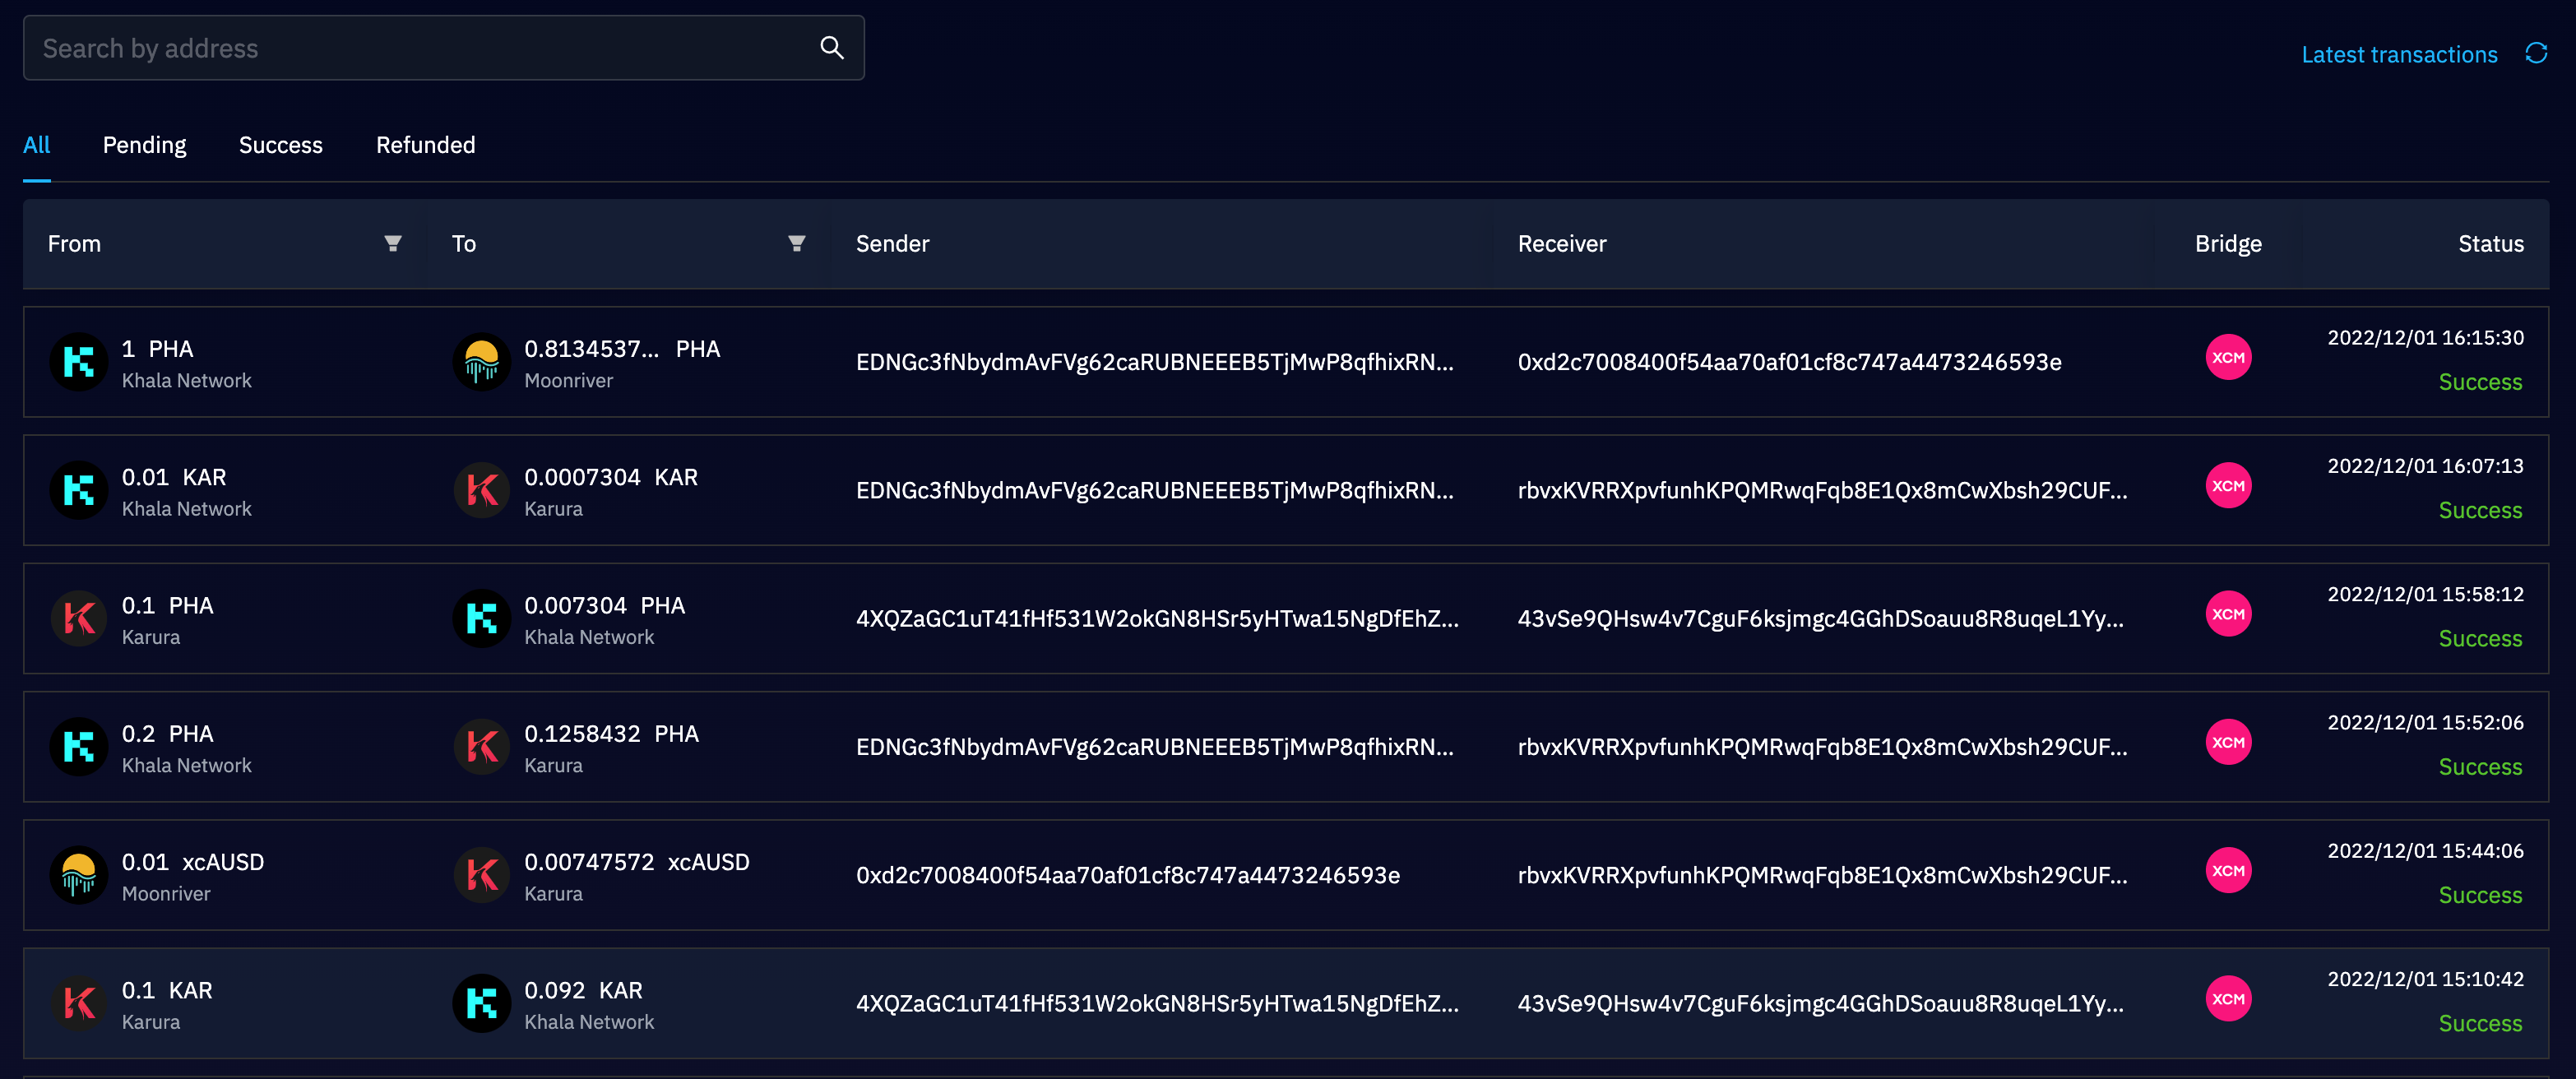 Search by address
Latest transactions
All Pending Success Refunded
From To Sender Receiver Bridge Status
1 PHA 0.8134537... PHA 2022/12/01 16:15:30
Khala Network Moonriver EDNGc3fNbydmAvFVg62caRUBNEEEB5TjMwP8qfhixRN... 0xd2c7008400f54aa70af01cf8c747a4473246593e XCM Success
0.01 KAR 0.0007304 KAR 2022/12/01 16:07:13
Khala Network Karura EDNGc3fNbydmAvFVg62caRUBNEEEB5TjMwP8qfhixRN... rbvxKVRRXpvfunhKPQMRwqFqb8E1Qx8mCwXbsh29CUF... XCM Success
0.1 PHA 0.007304 PHA 2022/12/01 15:58:12
Karura Khala Network 4XQZaGC1uT41fHf531W2okGN8HSr5yHTwa15NgDfEhZ... 43vSe9QHsw4v7CguF6ksjmgc4GGhDSoauu8R8uqeL1Yy... XCM Success
0.2 PHA 0.1258432 PHA 2022/12/01 15:52:06
Khala Network Karura EDNGc3fNbydmAvFVg62caRUBNEEEB5TjMwP8qfhixRN... rbvxKVRRXpvfunhKPQMRwqFqb8E1Qx8mCwXbsh29CUF... XCM Success
0.01 xcAUSD 0.00747572 xcAUSD 2022/12/01 15:44:06
Moonriver Karura 0xd2c7008400f54aa70af01cf8c747a4473246593e rbvxKVRRXpvfunhKPQMRwqFqb8E1Qx8mCwXbsh29CUF... XCM Success
0.1 KAR 0.092 KAR 2022/12/01 15:10:42
Karura Khala Network 4XQZaGC1uT41fHf531W2okGN8HSr5yHTwa15NgDfEhZ... 43vSe9QHsw4v7CguF6ksjmgc4GGhDSoauu8R8uqeL1Yy... XCM Success